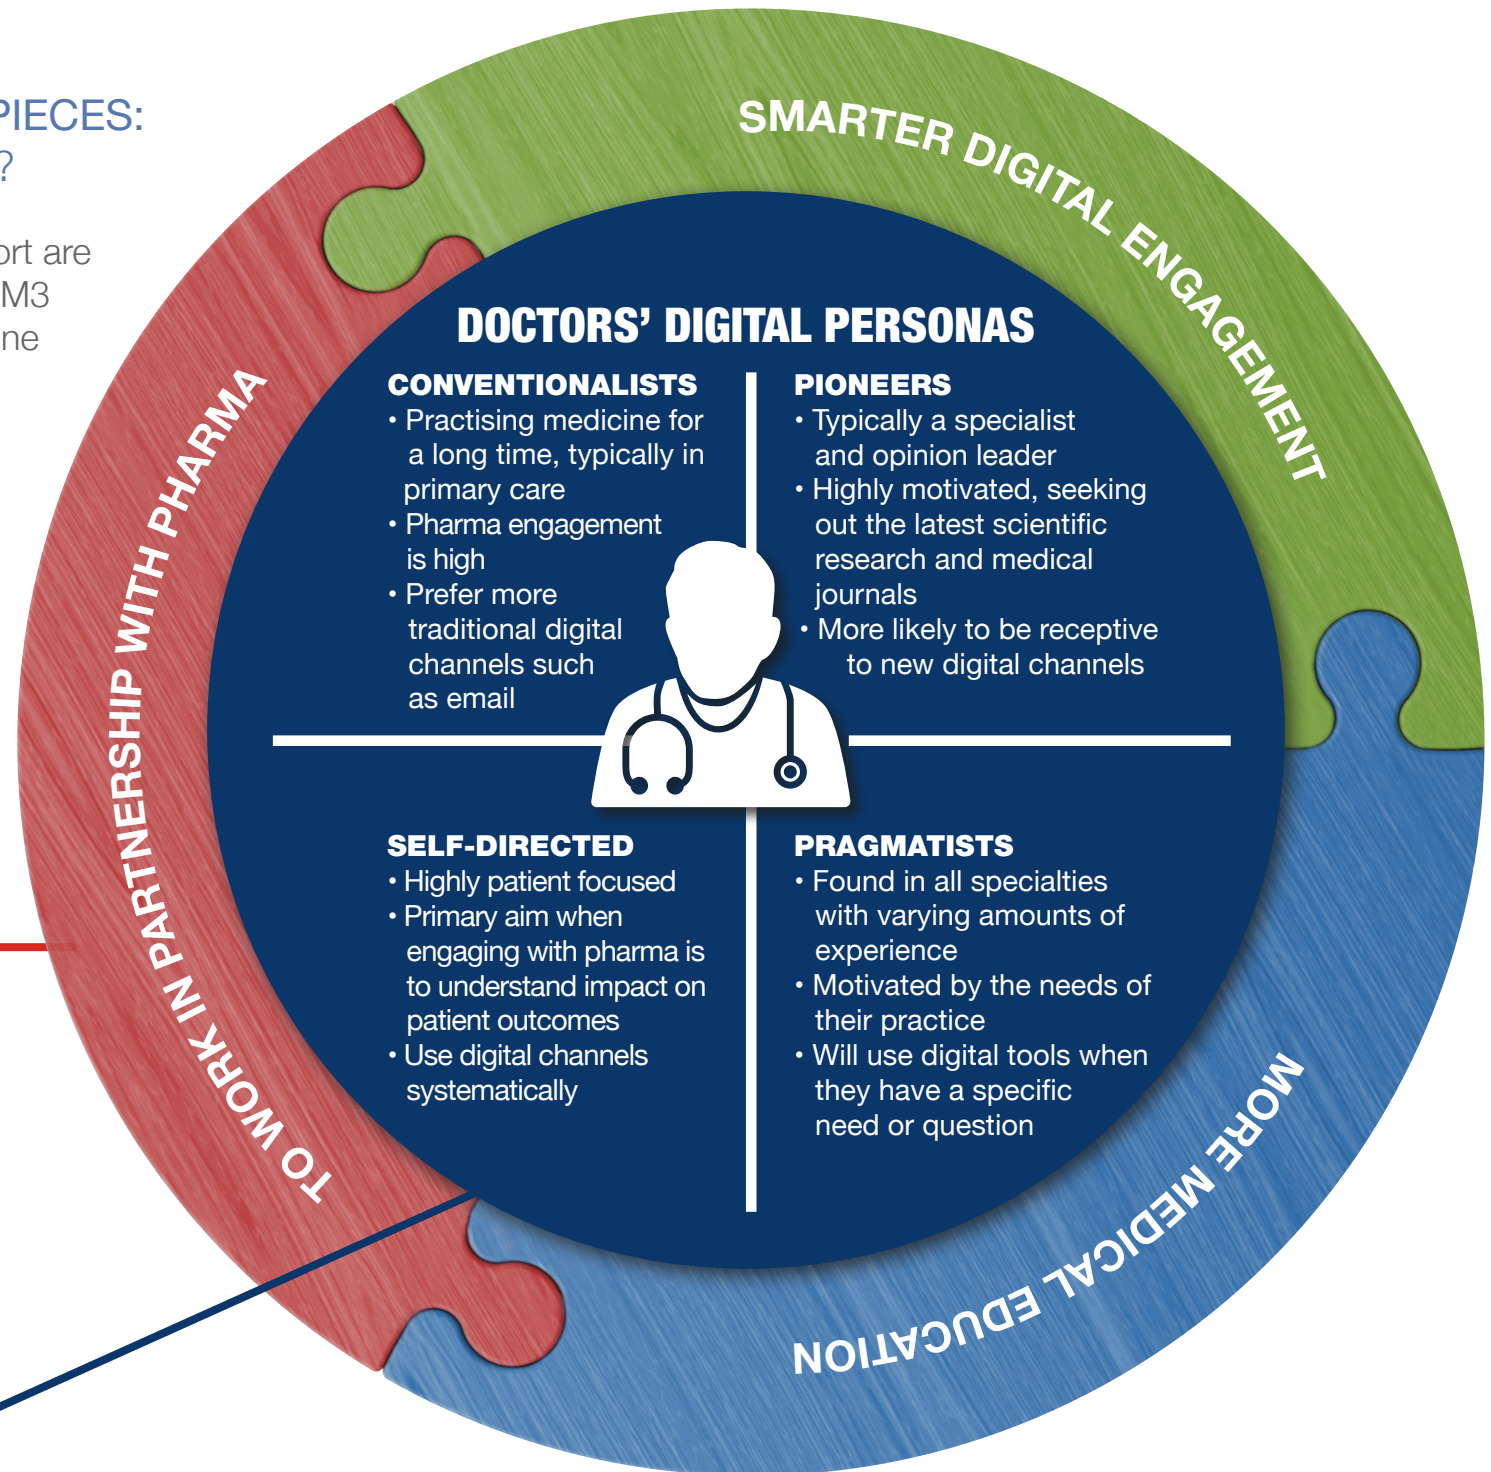 PIECES:
?
ort are
M3
ne
SMARTER DIGITAL ENGAGEMENT
TO WORK IN PARTNERSHIP WITH PHARMA
MORE MEDICAL EDUCATION
DOCTORS’ DIGITAL PERSONAS
CONVENTIONALISTS
• Practising medicine for
a long time, typically in
primary care
• Pharma engagement
is high
• Prefer more
traditional digital
channels such
as email
PIONEERS
• Typically a specialist
and opinion leader
• Highly motivated, seeking
out the latest scientific
research and medical
journals
• More likely to be receptive
to new digital channels
SELF-DIRECTED
• Highly patient focused
• Primary aim when
engaging with pharma is
to understand impact on
patient outcomes
• Use digital channels
systematically
PRAGMATISTS
• Found in all specialties
with varying amounts of
experience
• Motivated by the needs of
their practice
• Will use digital tools when
they have a specific
need or question